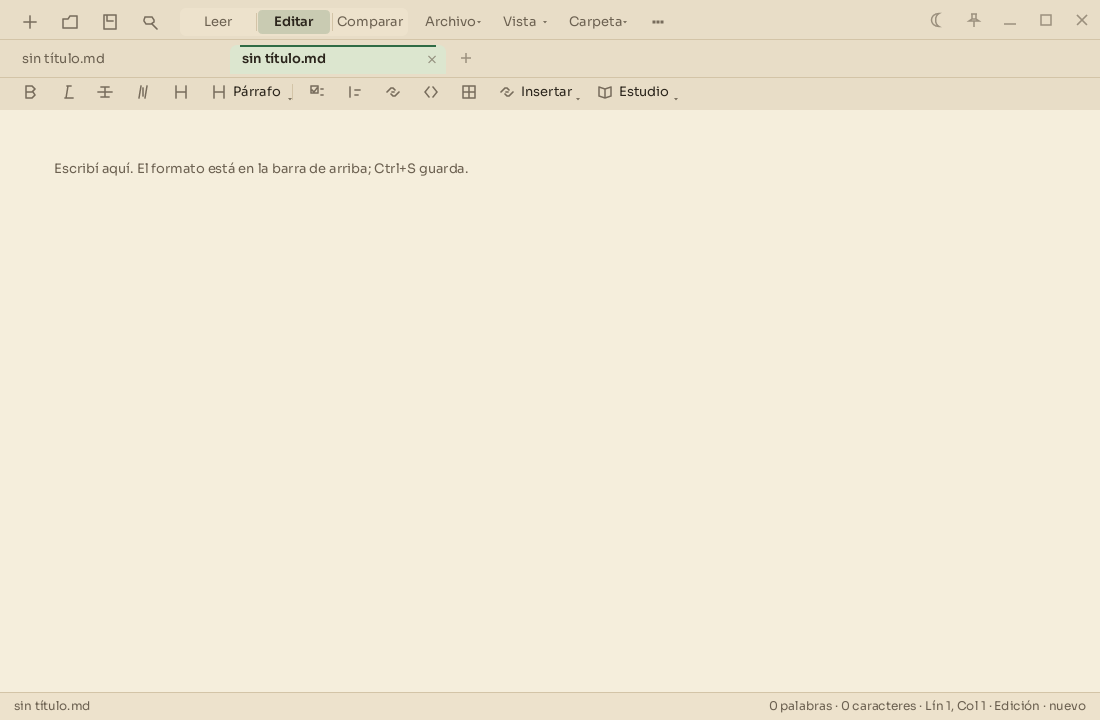 Leer Editar Comparar Archivo Vista Carpeta
sin título.md sin título.md
Párrafo Insertar Estudio
Escribí aquí. El formato está en la barra de arriba; Ctrl+S guarda.
sin título.md 0 palabras · 0 caracteres · Lín 1, Col 1 · Edición · nuevo